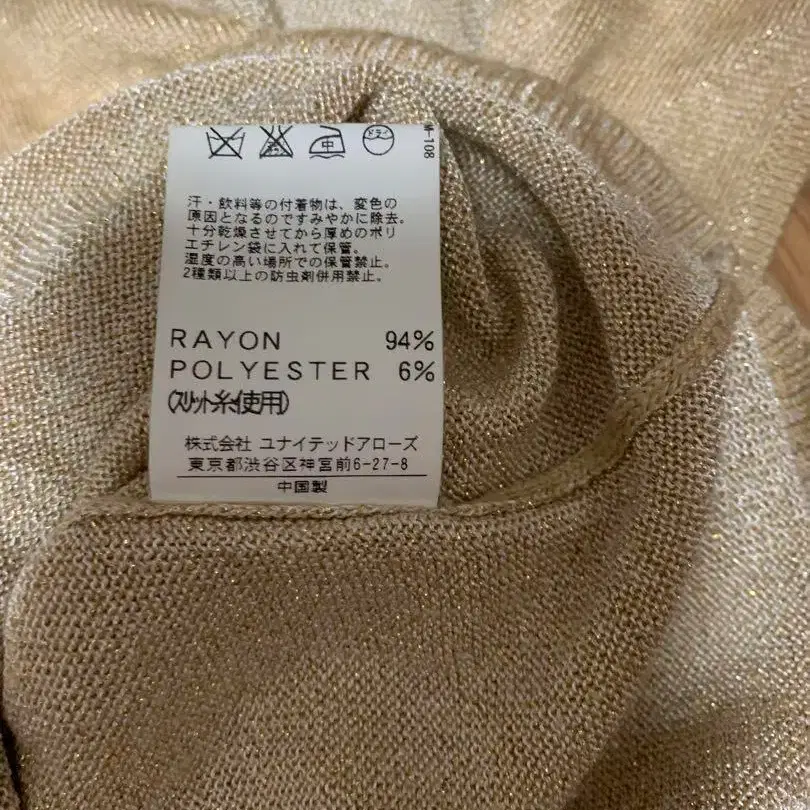 中
ドライ
M-108
汗・飲料等の付着物は、変色の
原因となるのですみやかに除去。
十分乾燥させてから厚めのポリ
エチレン袋に入れて保管。
湿度の高い場所での保管禁止。
2種類以上の防虫剤併用禁止。
RAYON 94%
POLYESTER 6%
(スリット糸使用)
株式会社 ユナイテッドアローズ
東京都渋谷区神宮前6-27-8
中国製